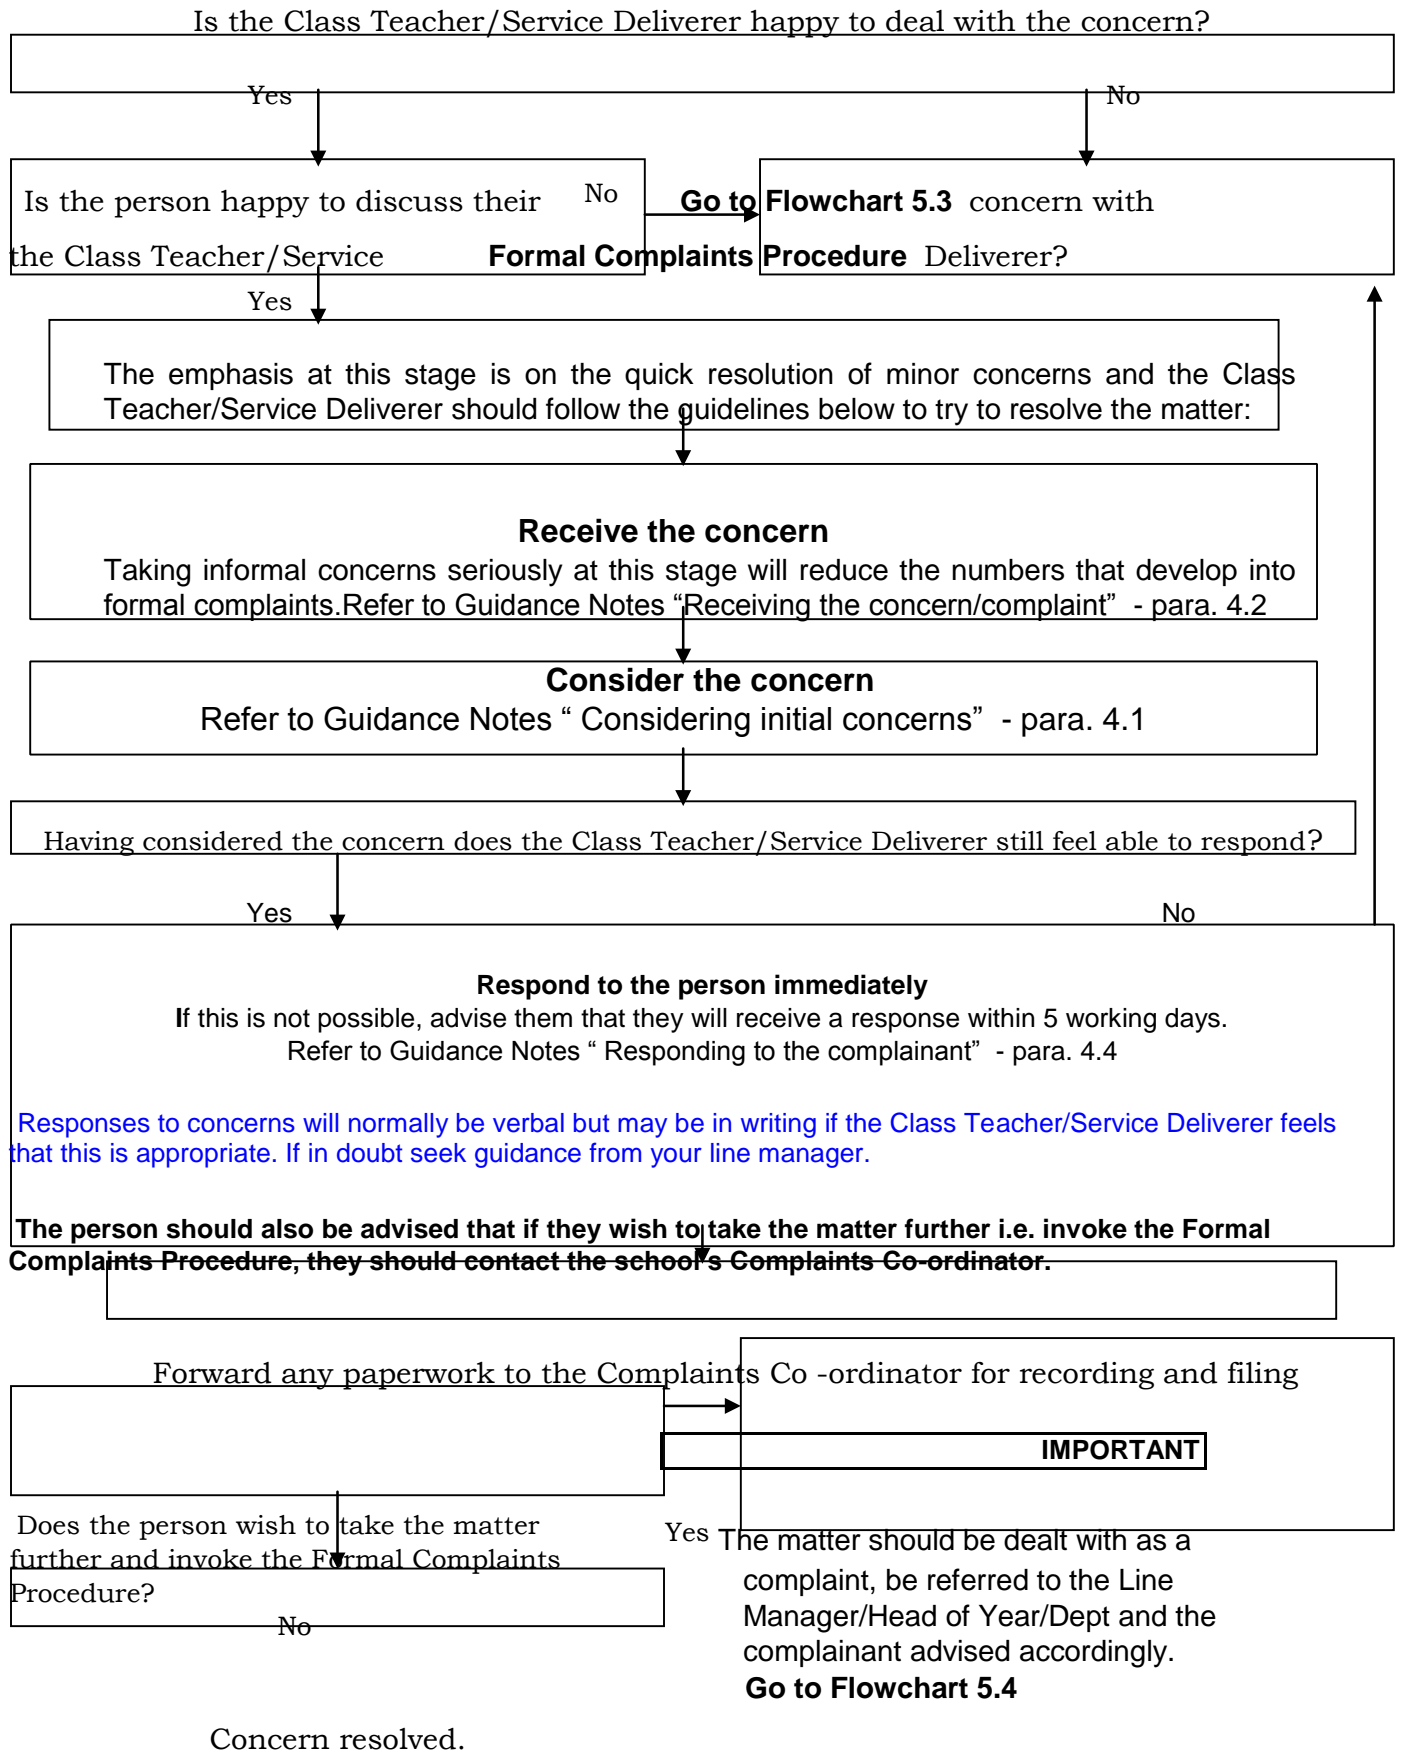 Is the Class Teacher/Service Deliverer happy to deal with the concern?
Yes
No
Is the person happy to discuss their No Go to Flowchart 5.3 concern with
the Class Teacher/Service Formal Complaints Procedure Deliverer?
Yes
The emphasis at this stage is on the quick resolution of minor concerns and the Class
Teacher/Service Deliverer should follow the guidelines below to try to resolve the matter:
Receive the concern
Taking informal concerns seriously at this stage will reduce the numbers that develop into
formal complaints.Refer to Guidance Notes “Receiving the concern/complaint” - para. 4.2
Consider the concern
Refer to Guidance Notes “ Considering initial concerns” - para. 4.1
Having considered the concern does the Class Teacher/Service Deliverer still feel able to respond?
Yes
No
Respond to the person immediately
If this is not possible, advise them that they will receive a response within 5 working days.
Refer to Guidance Notes “ Responding to the complainant” - para. 4.4
Responses to concerns will normally be verbal but may be in writing if the Class Teacher/Service Deliverer feels
that this is appropriate. If in doubt seek guidance from your line manager.
The person should also be advised that if they wish to take the matter further i.e. invoke the Formal
Complaints Procedure, they should contact the school’s Complaints Co-ordinator.
Forward any paperwork to the Complaints Co -ordinator for recording and filing
IMPORTANT
Does the person wish to take the matter
further and invoke the Formal Complaints
Procedure?
No
Yes
The matter should be dealt with as a
complaint, be referred to the Line
Manager/Head of Year/Dept and the
complainant advised accordingly.
Go to Flowchart 5.4
Concern resolved.